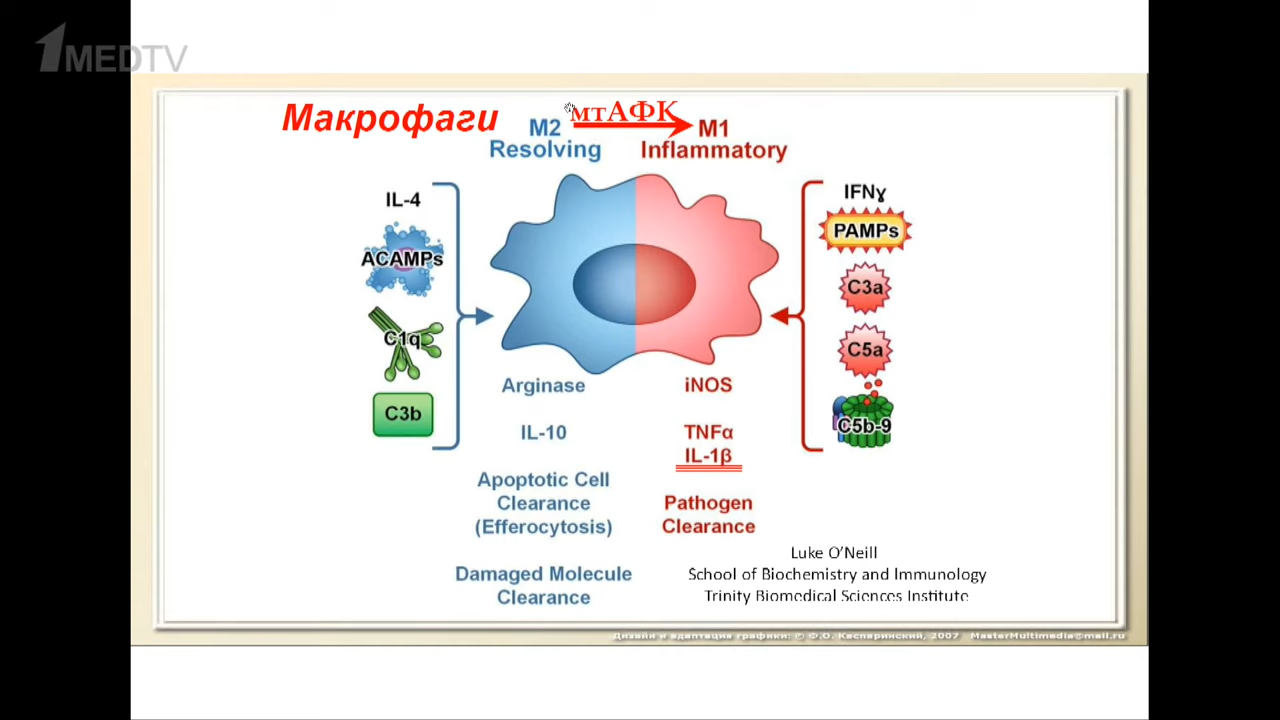 1MEDTV
Макрофаги
мтАФК
M2
Resolving
M1
Inflammatory
IL-4
ACAMPs
C1q
C3b
IFNɣ
PAMPs
C3a
C5a
C5b-9
Arginase
IL-10
Apoptotic Cell
Clearance
(Efferocytosis)
Damaged Molecule
Clearance
iNOS
TNFα
IL-1β
Pathogen
Clearance
Luke O’Neill
School of Biochemistry and Immunology
Trinity Biomedical Sciences Institute
Дизайн и адаптация графики: © Ф.О. Каспаринский, 2007 MasterMultimedia@mail.ru